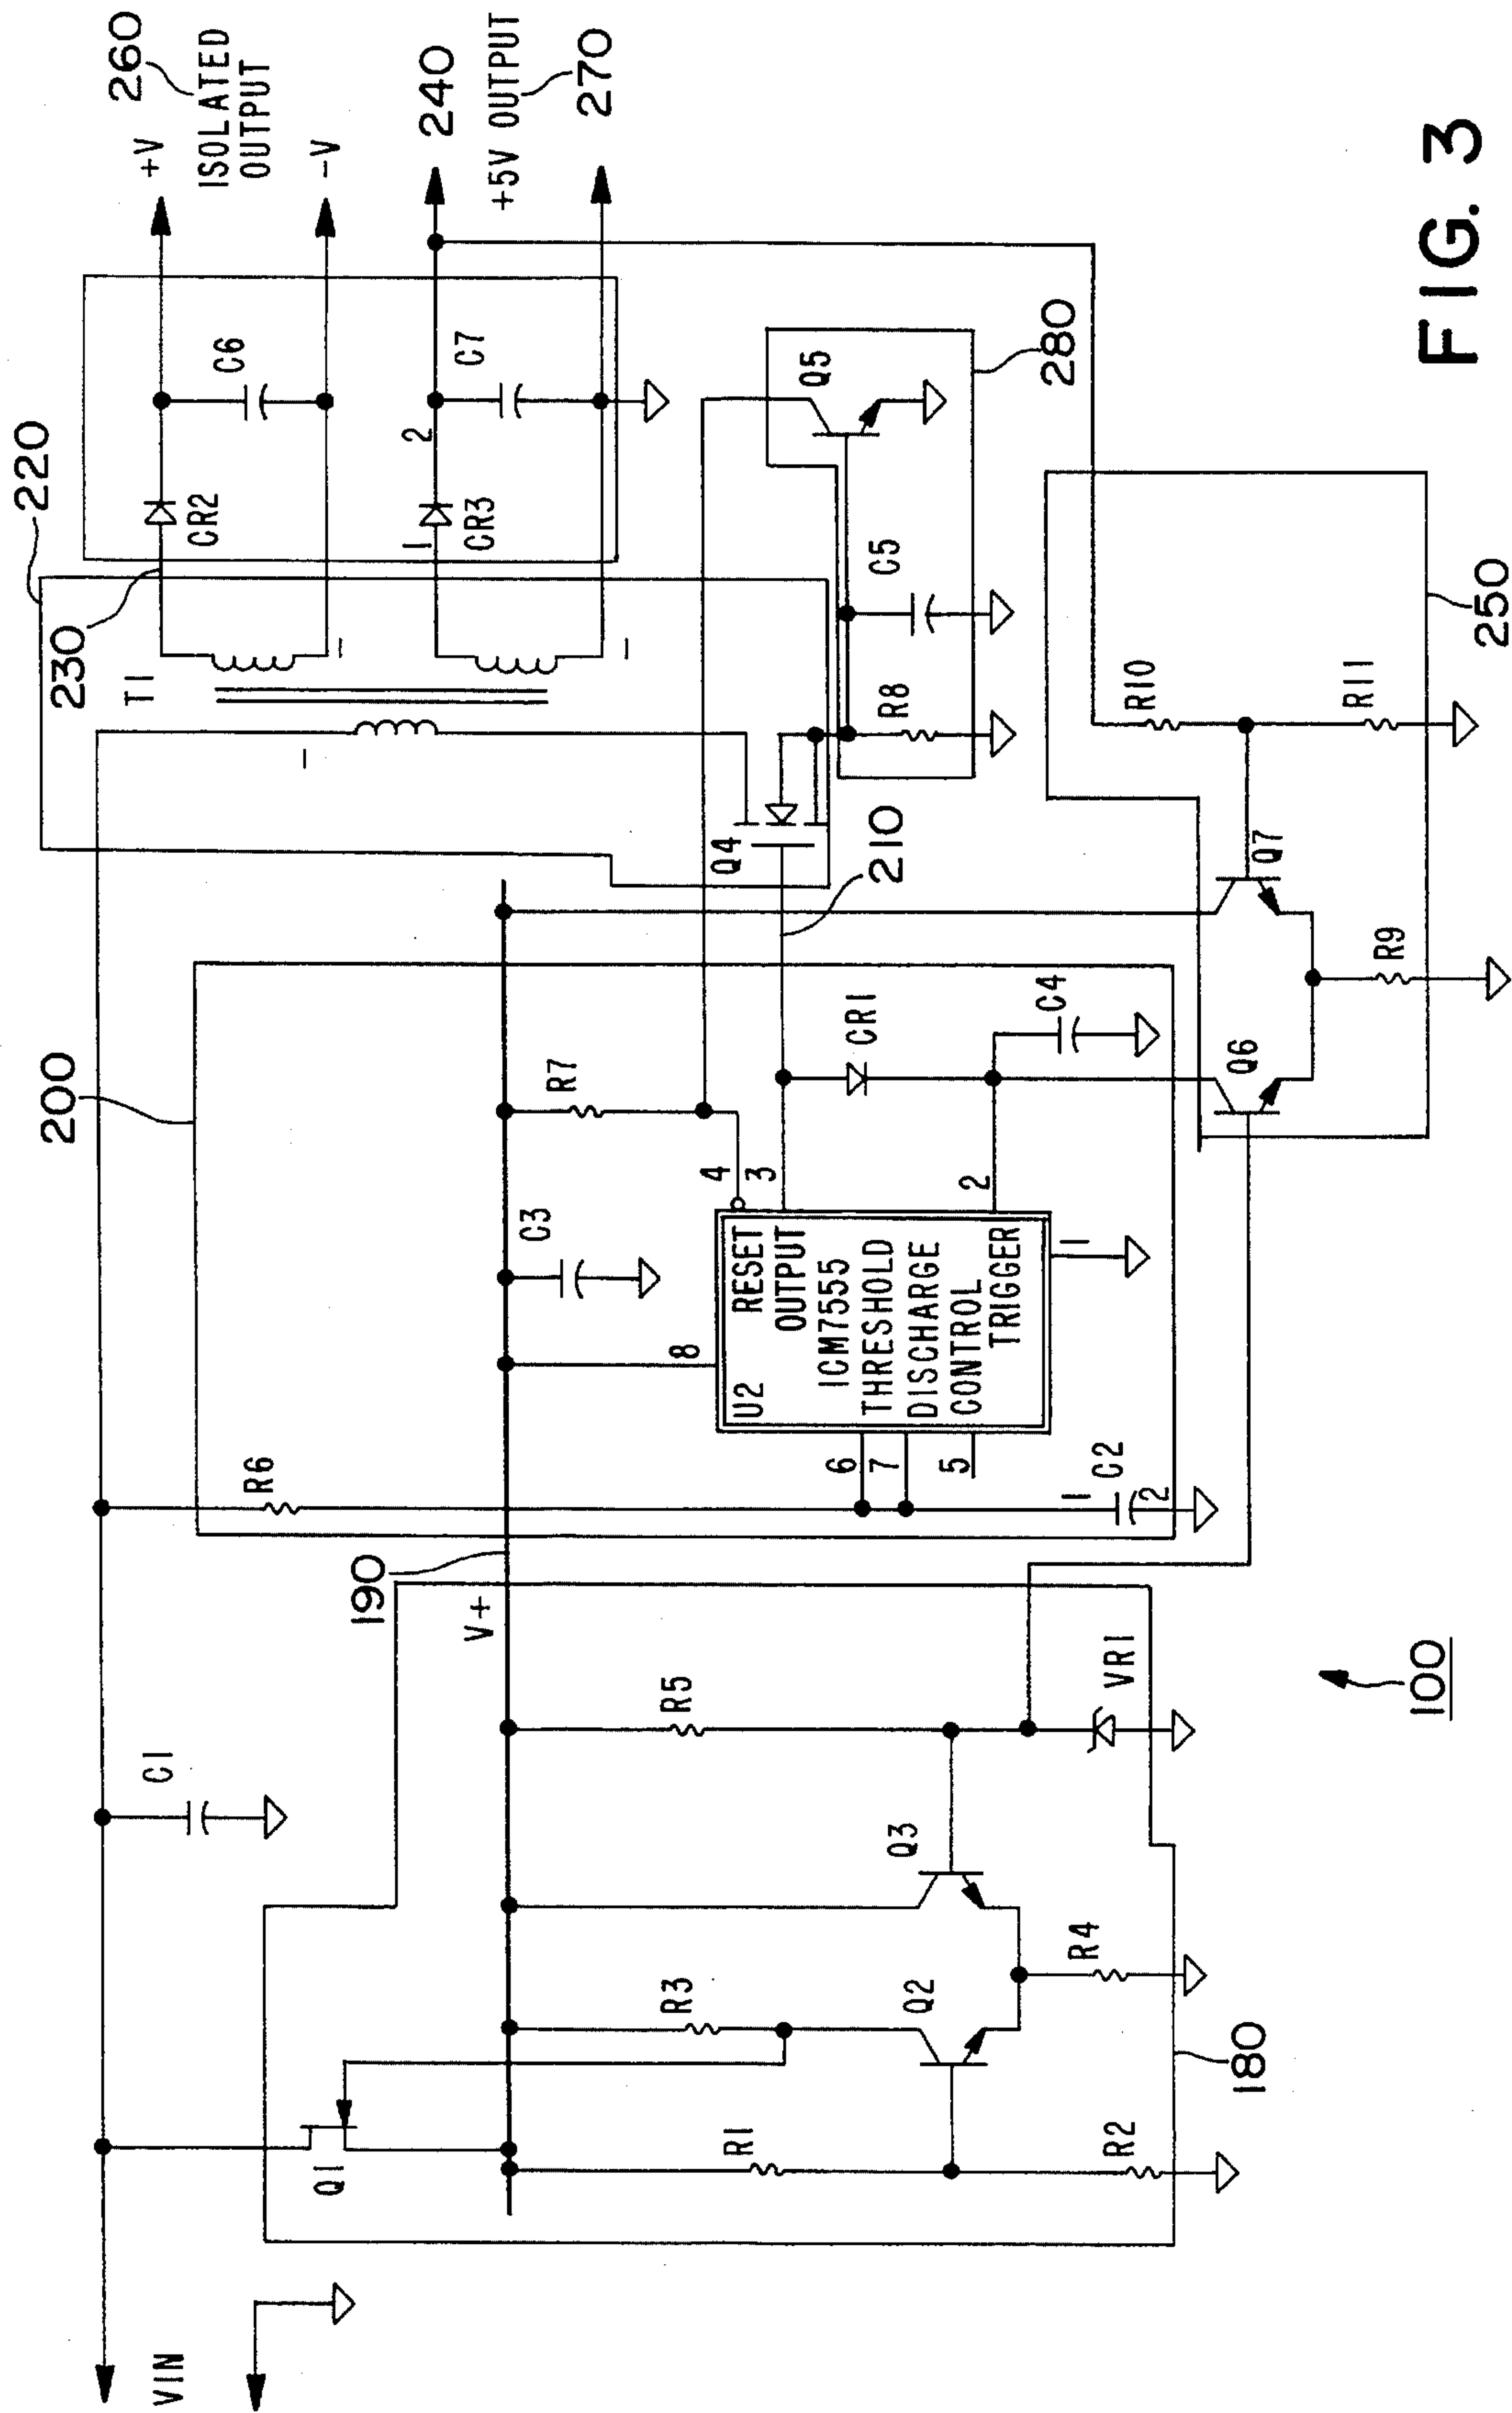 260
+V
ISOLATED
OUTPUT
-V
240
+5V OUTPUT
270
220
230
T1
CR2
C6
1
CR3
2
C7
Q5
280
C5
R8
Q4
210
200
R7
CR1
C4
C3
4
3
2
8
U2
RESET
OUTPUT
ICM7555
THRESHOLD
DISCHARGE
CONTROL
TRIGGER
1
6
7
5
R6
1
C2
2
R10
R11
250
Q7
Q6
R9
190
V+
C1
R5
VR1
Q3
R3
Q2
R4
Q1
R1
R2
180
VIN
100
FIG. 3